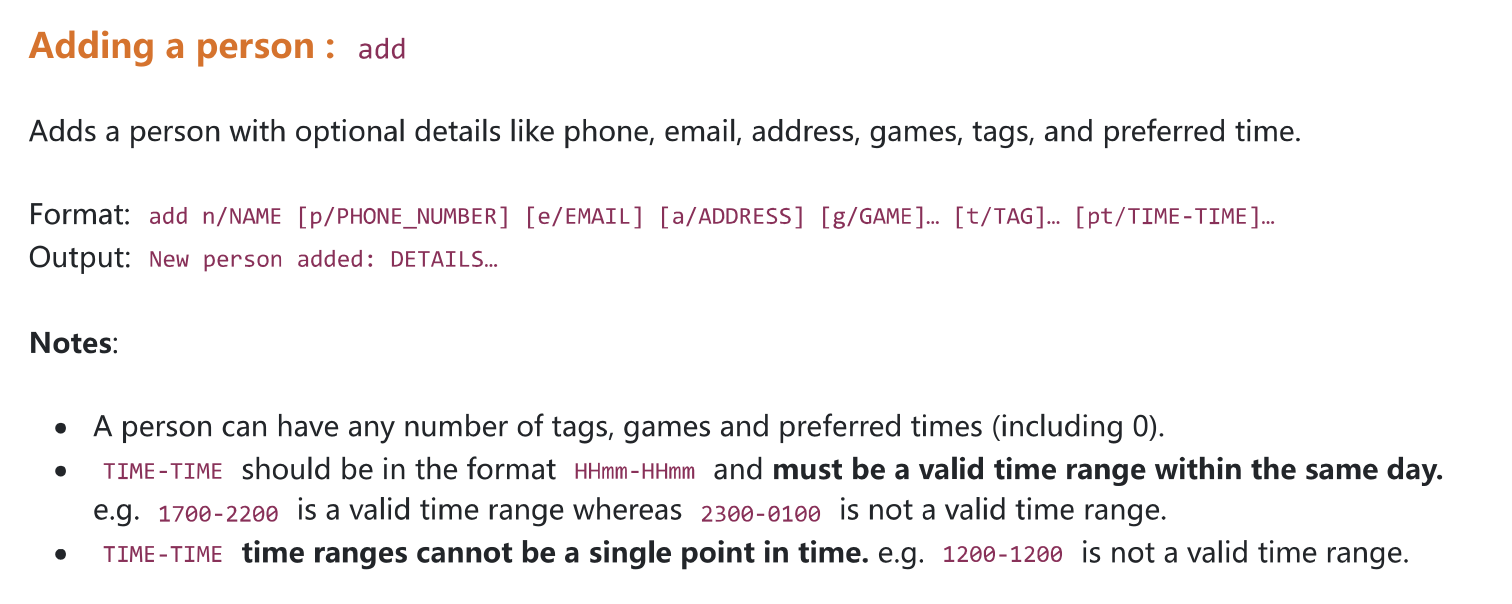 Adding a person : add
Adds a person with optional details like phone, email, address, games, tags, and preferred time.
Format: add n/NAME [p/PHONE_NUMBER] [e/EMAIL] [a/ADDRESS] [g/GAME]… [t/TAG]… [pt/TIME-TIME]…
Output: New person added: DETAILS…
Notes:
• A person can have any number of tags, games and preferred times (including 0).
• TIME-TIME should be in the format HHmm-HHmm and must be a valid time range within the same day.
e.g. 1700-2200 is a valid time range whereas 2300-0100 is not a valid time range.
• TIME-TIME time ranges cannot be a single point in time. e.g. 1200-1200 is not a valid time range.